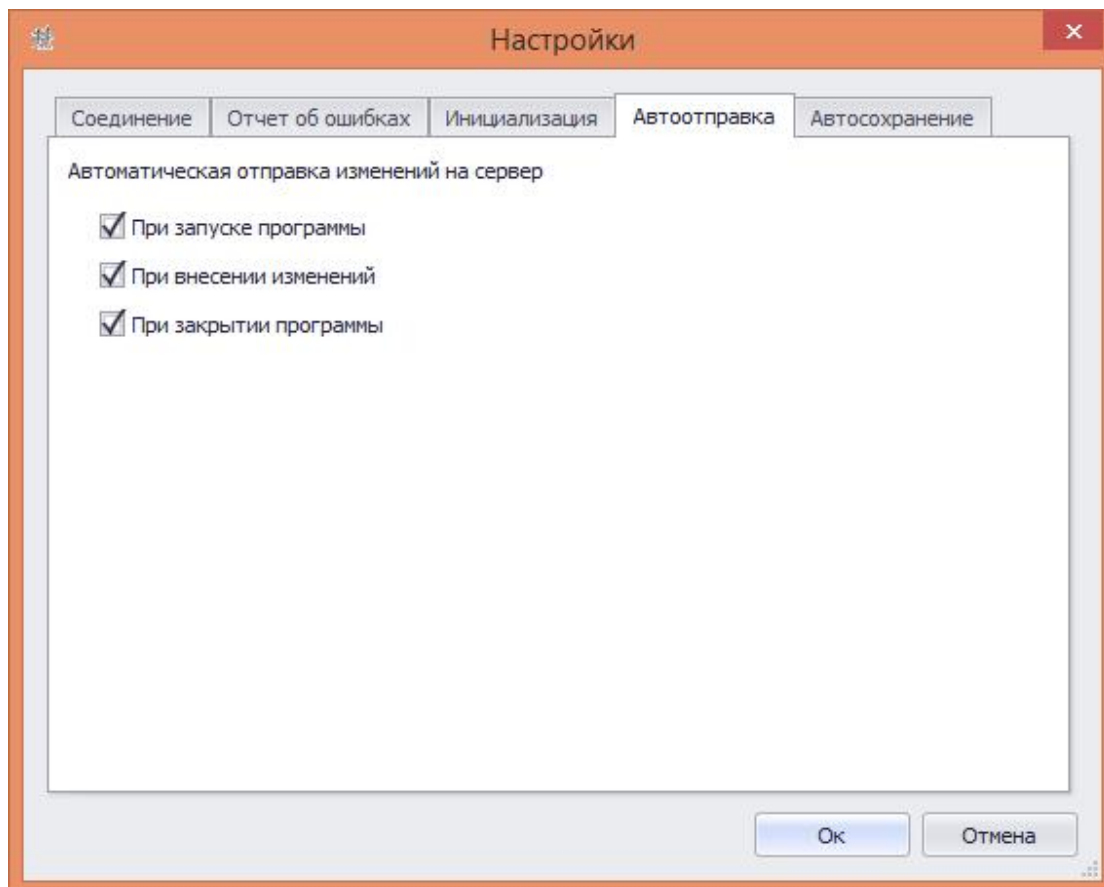 Настройки
Соединение Отчет об ошибках Инициализация Автоотправка Автосохранение
Автоматическая отправка изменений на сервер
При запуске программы
При внесении изменений
При закрытии программы
Ок Отмена